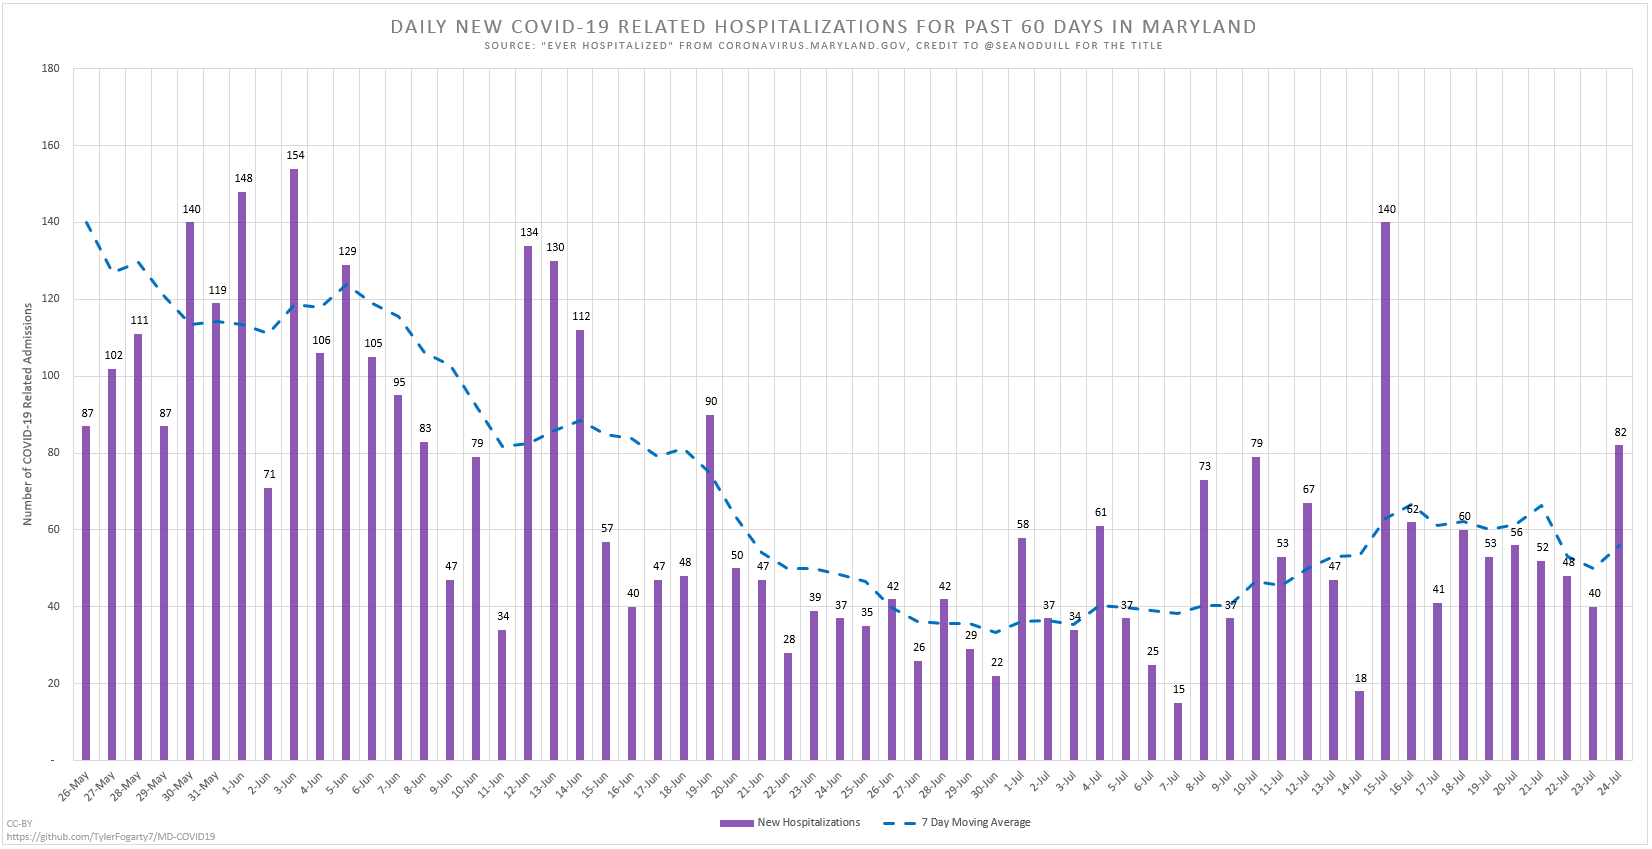 DAILY NEW COVID-19 RELATED HOSPITALIZATIONS FOR PAST 60 DAYS IN MARYLAND
SOURCE: "EVER HOSPITALIZED" FROM CORONAVIRUS.MARYLAND.GOV, CREDIT TO @SEANODUILL FOR THE TITLE
Number of COVID-19 Related Admissions
180
160
140
120
100
80
60
40
20
-
87
102
111
87
140
119
148
71
154
106
129
105
95
83
47
79
34
134
130
112
57
40
47
48
90
50
47
28
39
37
35
42
26
42
29
22
58
37
34
61
37
25
15
73
37
79
53
67
47
18
140
62
41
60
53
56
52
48
40
82
26-May
27-May
28-May
29-May
30-May
31-May
1-Jun
2-Jun
3-Jun
4-Jun
5-Jun
6-Jun
7-Jun
8-Jun
9-Jun
10-Jun
11-Jun
12-Jun
13-Jun
14-Jun
15-Jun
16-Jun
17-Jun
18-Jun
19-Jun
20-Jun
21-Jun
22-Jun
23-Jun
24-Jun
25-Jun
26-Jun
27-Jun
28-Jun
29-Jun
30-Jun
1-Jul
2-Jul
3-Jul
4-Jul
5-Jul
6-Jul
7-Jul
8-Jul
9-Jul
10-Jul
11-Jul
12-Jul
13-Jul
14-Jul
15-Jul
16-Jul
17-Jul
18-Jul
19-Jul
20-Jul
21-Jul
22-Jul
23-Jul
24-Jul
New Hospitalizations
7 Day Moving Average
CC-BY
https://github.com/TylerFogarty7/MD-COVID19